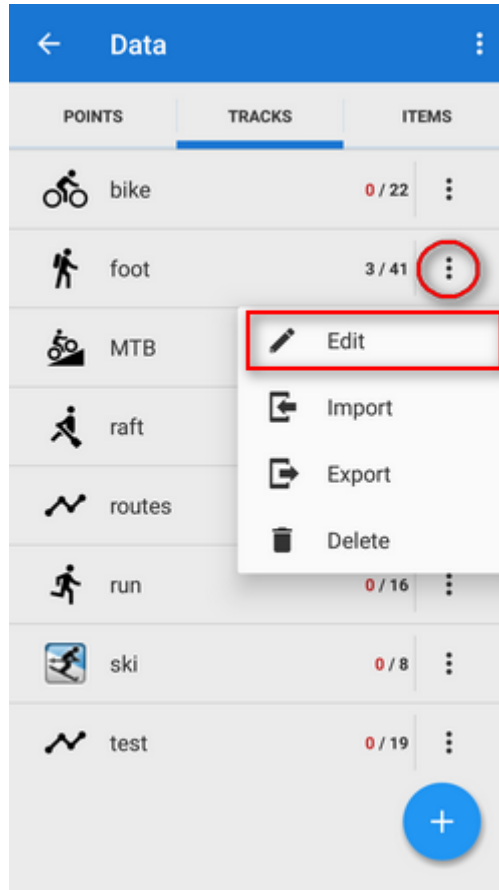 Data
POINTS TRACKS ITEMS
bike 0 / 22
foot 3 / 41
MTB Edit
raft Import
routes Export
Delete
run 0 / 16
ski 0 / 8
test 0 / 19